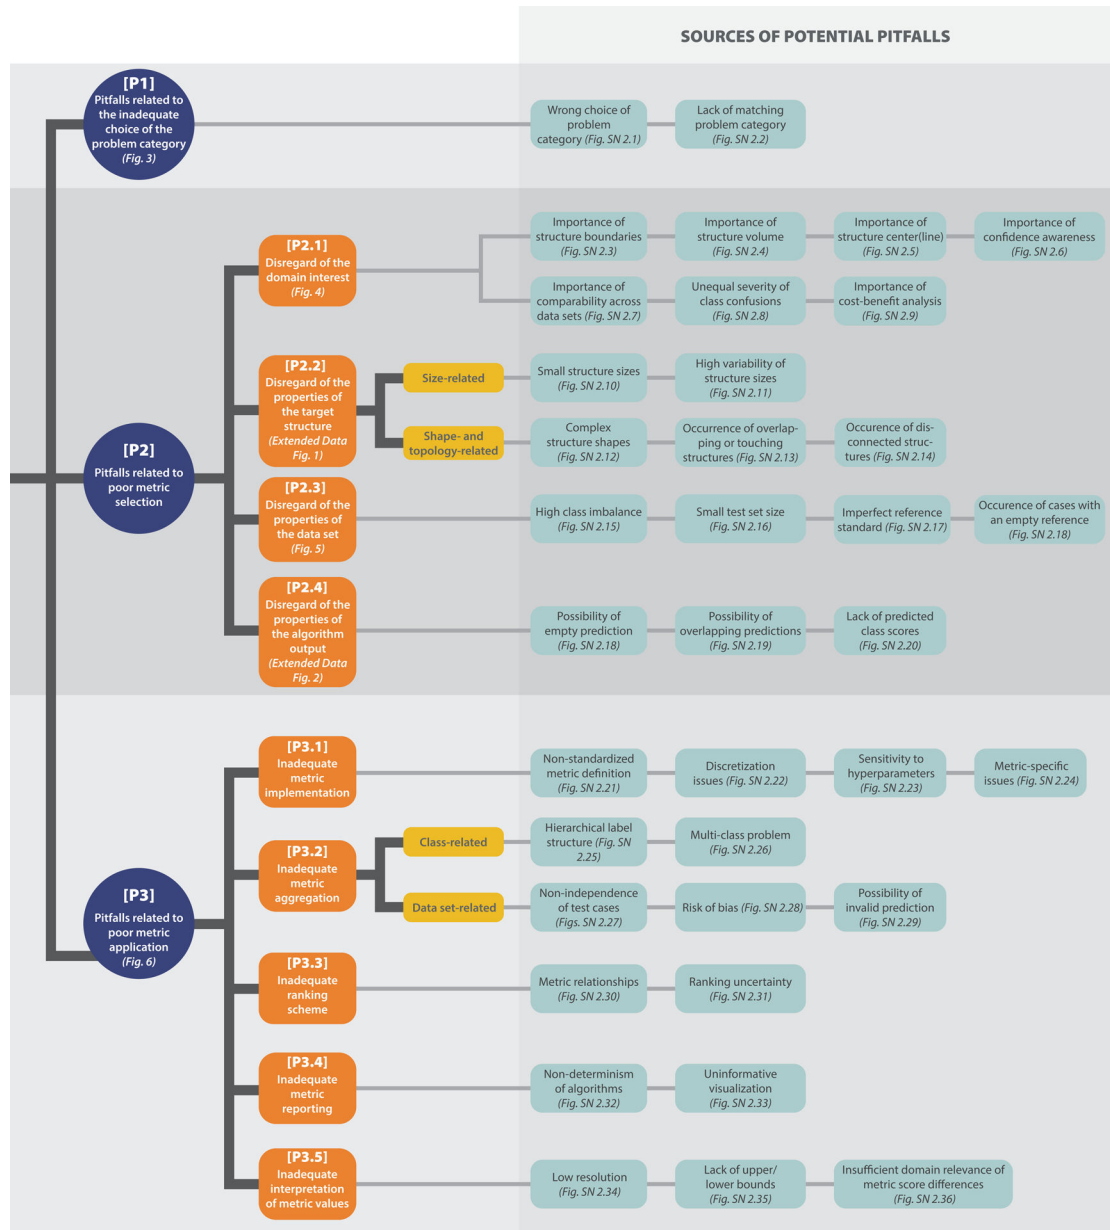 SOURCES OF POTENTIAL PITFALLS
[P1]
Pitfalls related to
the inadequate
choice of the
problem category
(Fig. 3)
Wrong choice of
problem
category (Fig. SN 2.1)
Lack of matching
problem category
(Fig. SN 2.2)
[P2]
Pitfalls related to
poor metric
selection
[P2.1]
Disregard of the
domain interest
(Fig. 4)
Importance of
structure boundaries
(Fig. SN 2.3)
Importance of
structure volume
(Fig. SN 2.4)
Importance of
structure center(line)
(Fig. SN 2.5)
Importance of
confidence awareness
(Fig. SN 2.6)
Importance of
comparability across
data sets (Fig. SN 2.7)
Unequal severity of
class confusions
(Fig. SN 2.8)
Importance of
cost-benefit analysis
(Fig. SN 2.9)
[P2.2]
Disregard of the
properties of
the target
structure
(Extended Data
Fig. 1)
Size-related
Small structure sizes
(Fig. SN 2.10)
High variability of
structure sizes
(Fig. SN 2.11)
Shape- and
topology-related
Complex
structure shapes
(Fig. SN 2.12)
Occurrence of overlap-
ping or touching
structures (Fig. SN 2.13)
Occurence of dis-
connected struc-
tures (Fig. SN 2.14)
[P2.3]
Disregard of the
properties of
the data set
(Fig. 5)
High class imbalance
(Fig. SN 2.15)
Small test set size
(Fig. SN 2.16)
Imperfect reference
standard (Fig. SN 2.17)
Occurence of cases with
an empty reference
(Fig. SN 2.18)
[P2.4]
Disregard of the
properties of
the algorithm
output
(Extended Data
Fig. 2)
Possibility of
empty prediction
(Fig. SN 2.18)
Possibility of
overlapping predictions
(Fig. SN 2.19)
Lack of predicted
class scores
(Fig. SN 2.20)
[P3]
Pitfalls related to
poor metric
application
(Fig. 6)
[P3.1]
Inadequate
metric
implementation
Non-standardized
metric definition
(Fig. SN 2.21)
Discretization
issues (Fig. SN 2.22)
Sensitivity to
hyperparameters
(Fig. SN 2.23)
Metric-specific
issues (Fig. SN 2.24)
[P3.2]
Inadequate
metric
aggregation
Class-related
Hierarchical label
structure (Fig. SN
2.25)
Multi-class problem
(Fig. SN 2.26)
Data set-related
Non-independence
of test cases
(Figs. SN 2.27)
Risk of bias (Fig. SN 2.28)
Possibility of
invalid prediction
(Fig. SN 2.29)
[P3.3]
Inadequate
ranking
scheme
Metric relationships
(Fig. SN 2.30)
Ranking uncertainty
(Fig. SN 2.31)
[P3.4]
Inadequate
metric
reporting
Non-determinism
of algorithms
(Fig. SN 2.32)
Uninformative
visualization
(Fig. SN 2.33)
[P3.5]
Inadequate
interpretation
of metric values
Low resolution
(Fig. SN 2.34)
Lack of upper/
lower bounds
(Fig. SN 2.35)
Insufficient domain relevance of
metric score differences
(Fig. SN 2.36)